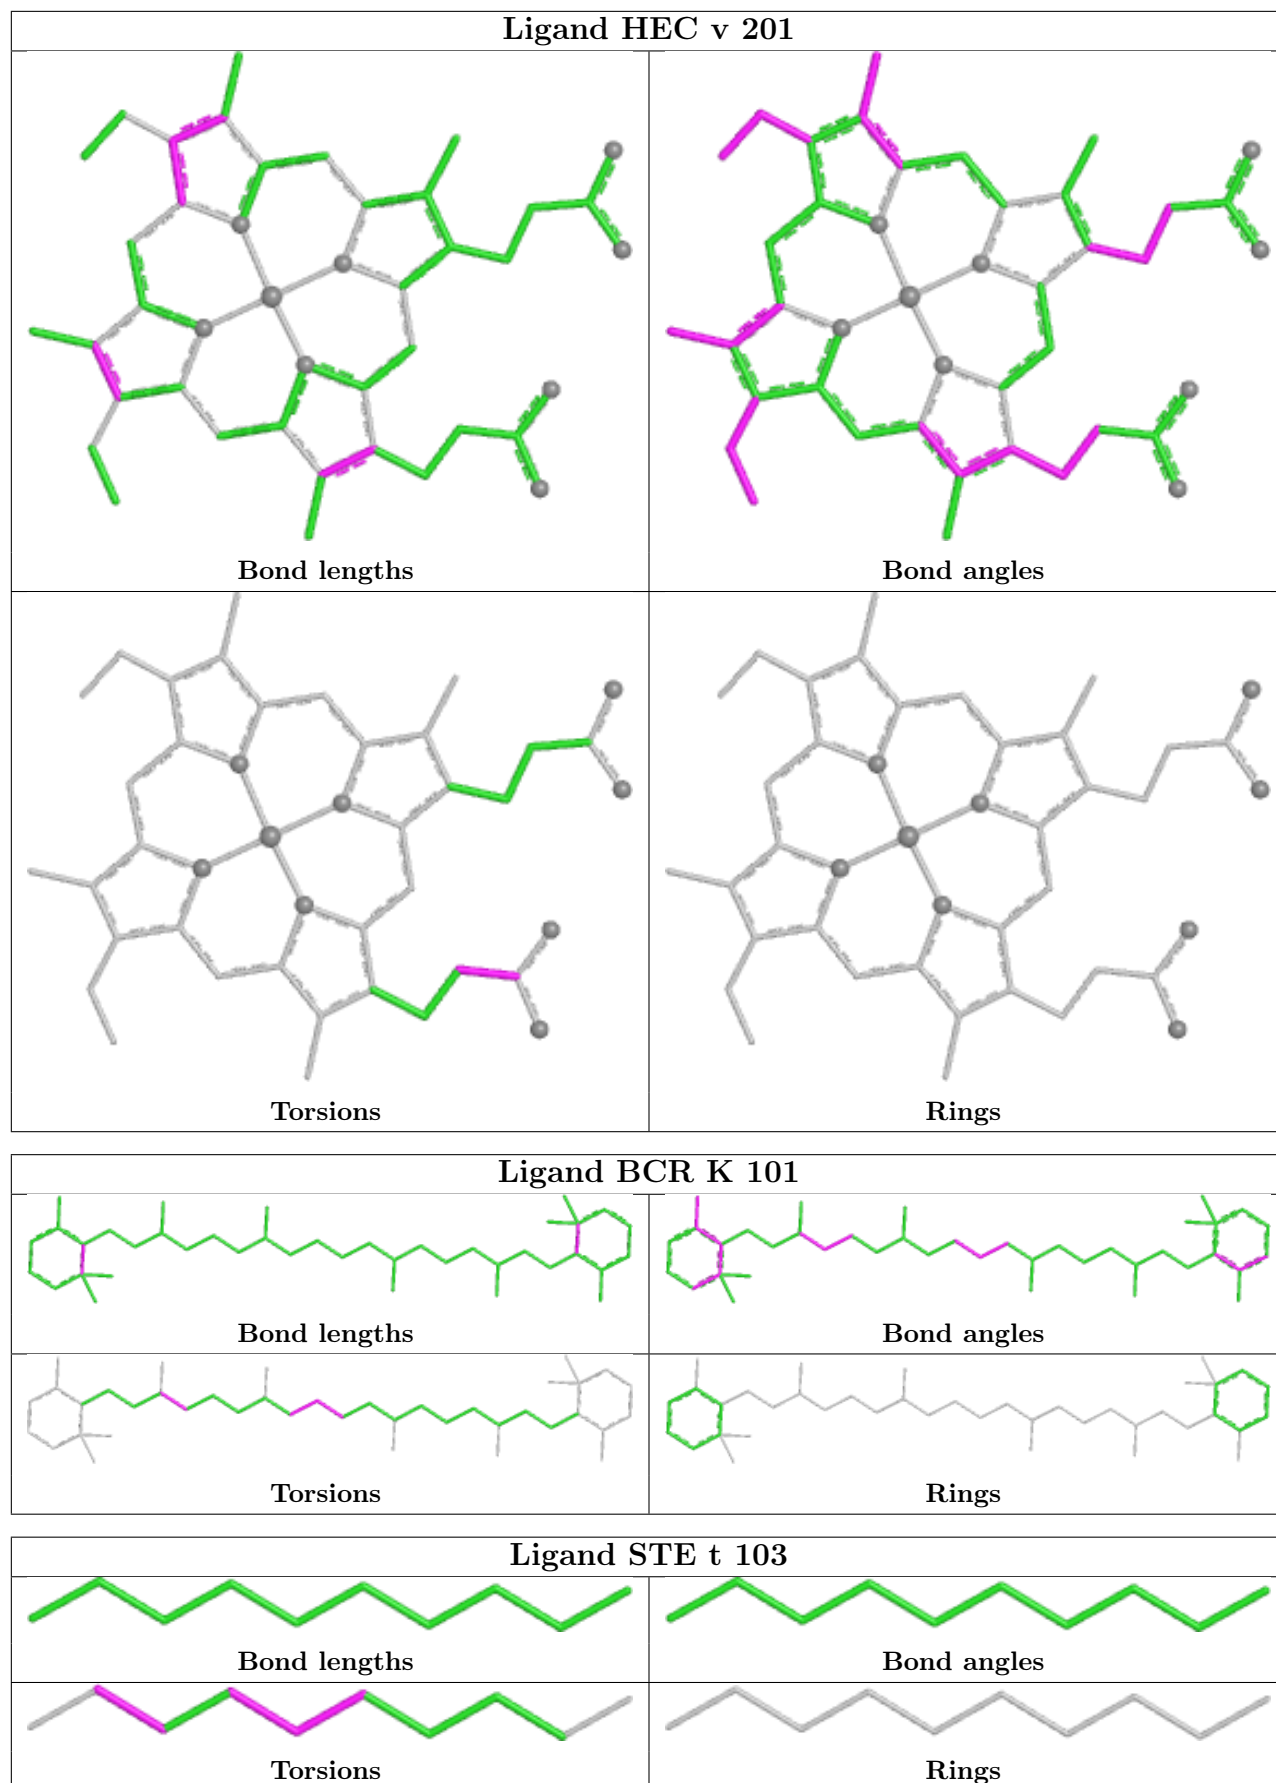 Ligand HEC v 201
Bond lengths
Bond angles
Torsions
Rings
Ligand BCR K 101
Bond lengths
Bond angles
Torsions
Rings
Ligand STE t 103
Bond lengths
Bond angles
Torsions
Rings